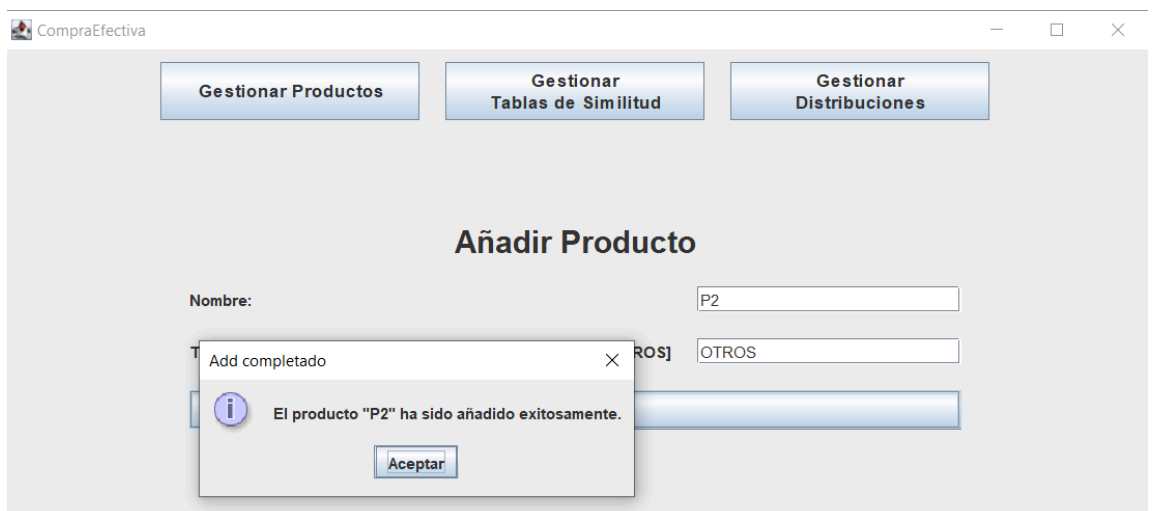 CompraEfectiva
Gestionar Productos
Gestionar
Tablas de Similitud
Gestionar
Distribuciones
Añadir Producto
Nombre:
P2
OTROS
Add completado
El producto "P2" ha sido añadido exitosamente.
Aceptar